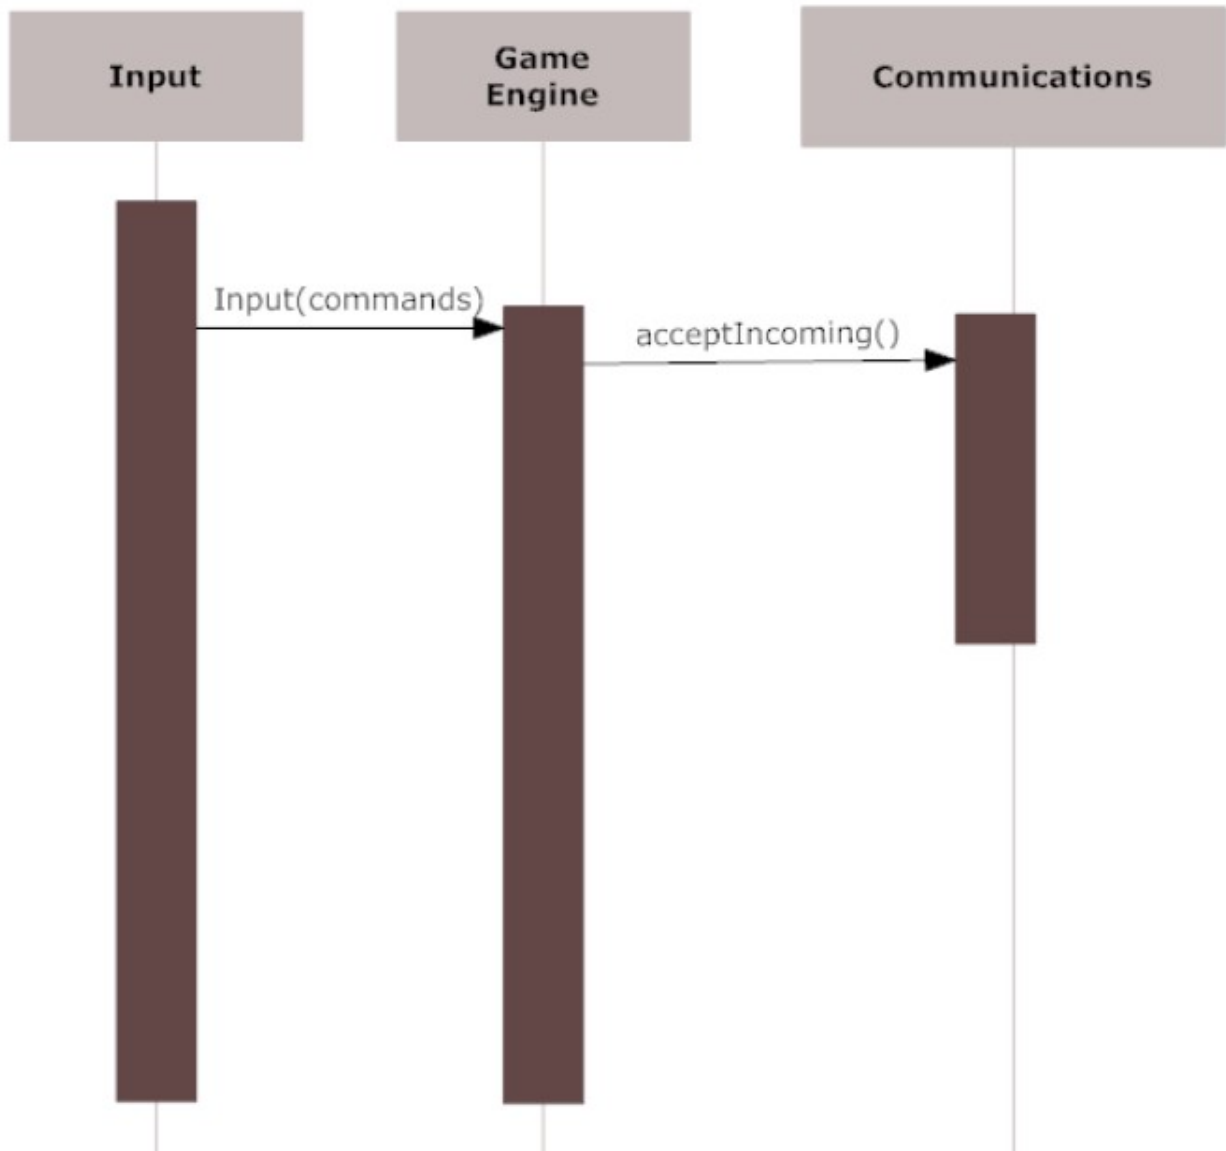 Input
Game
Engine
Communications
Input(commands)
acceptIncoming()